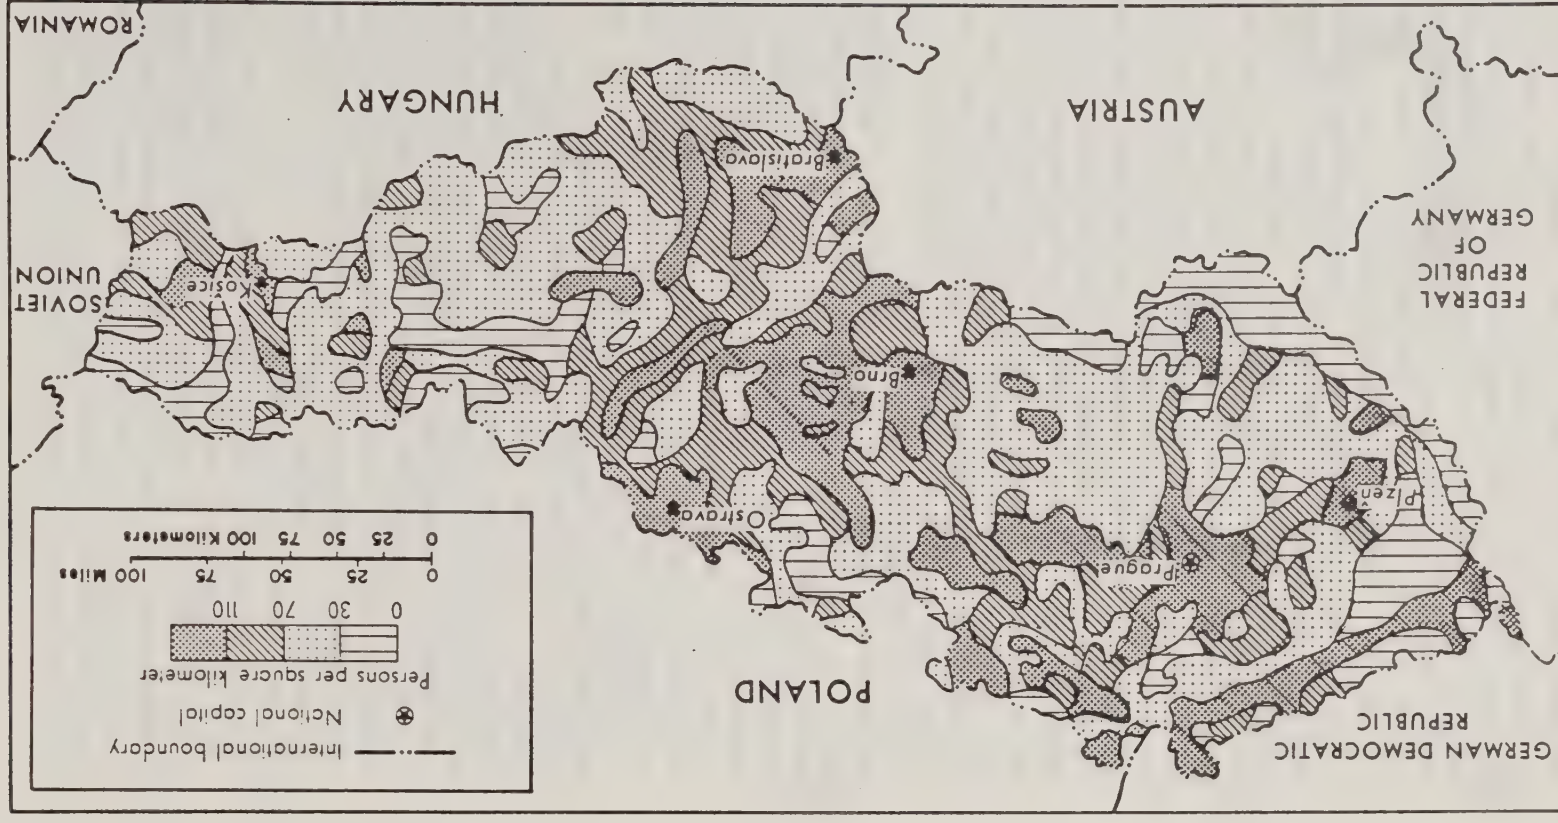 GERMAN DEMOCRATIC
REPUBLIC
POLAND
International boundary
National capital
Persons per square kilometer
0 30 70 110
0 25 50 75 100 Miles
0 25 50 75 100 Kilometers
Prague
Plzen
Ostrava
Brno
FEDERAL
REPUBLIC
OF
GERMANY
SOVIET
UNION
Košice
Bratislava
AUSTRIA
HUNGARY
ROMANIA